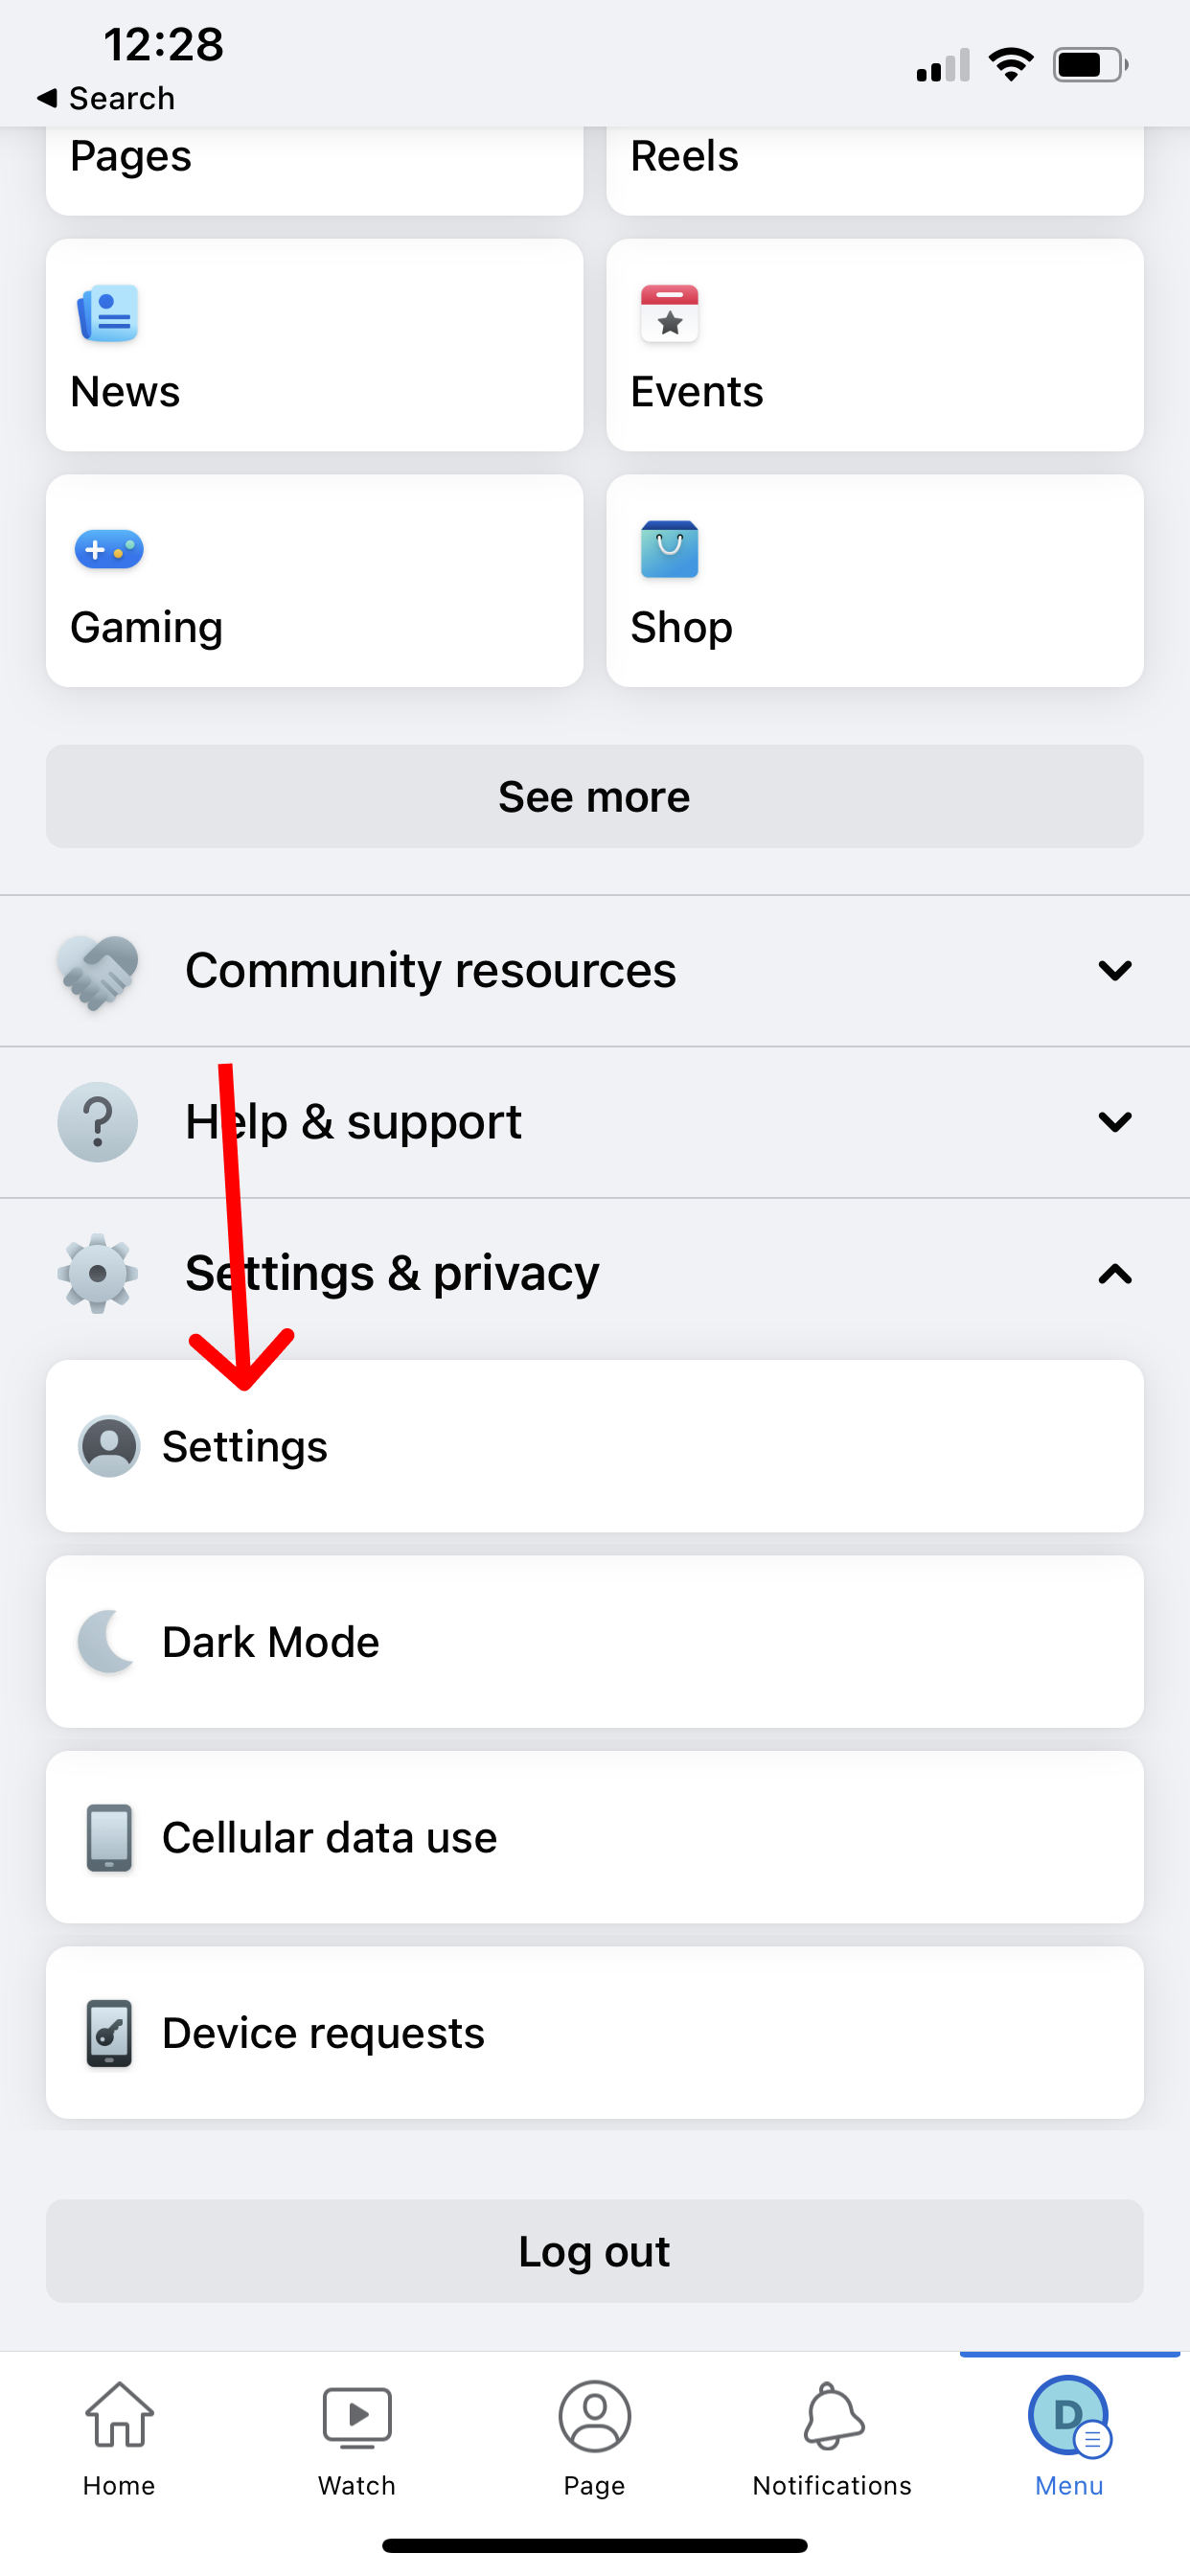 12:28
◀ Search
Pages
Reels
News
Events
Gaming
Shop
See more
Community resources
Help & support
Settings & privacy
Settings
Dark Mode
Cellular data use
Device requests
Log out
D
Home
Watch
Page
Notifications
Menu